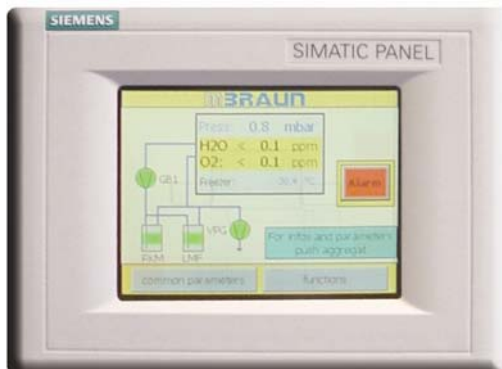 SIEMENS
SIMATIC PANEL
mBRAUN
Press: 0.8 mbar
H2O < 0.1 ppm
O2: < 0.1 ppm
Freezer: °C
GB1
Alarm
VPG
For infos and parameters
push aggregat
RKM LMF
common parameters functions